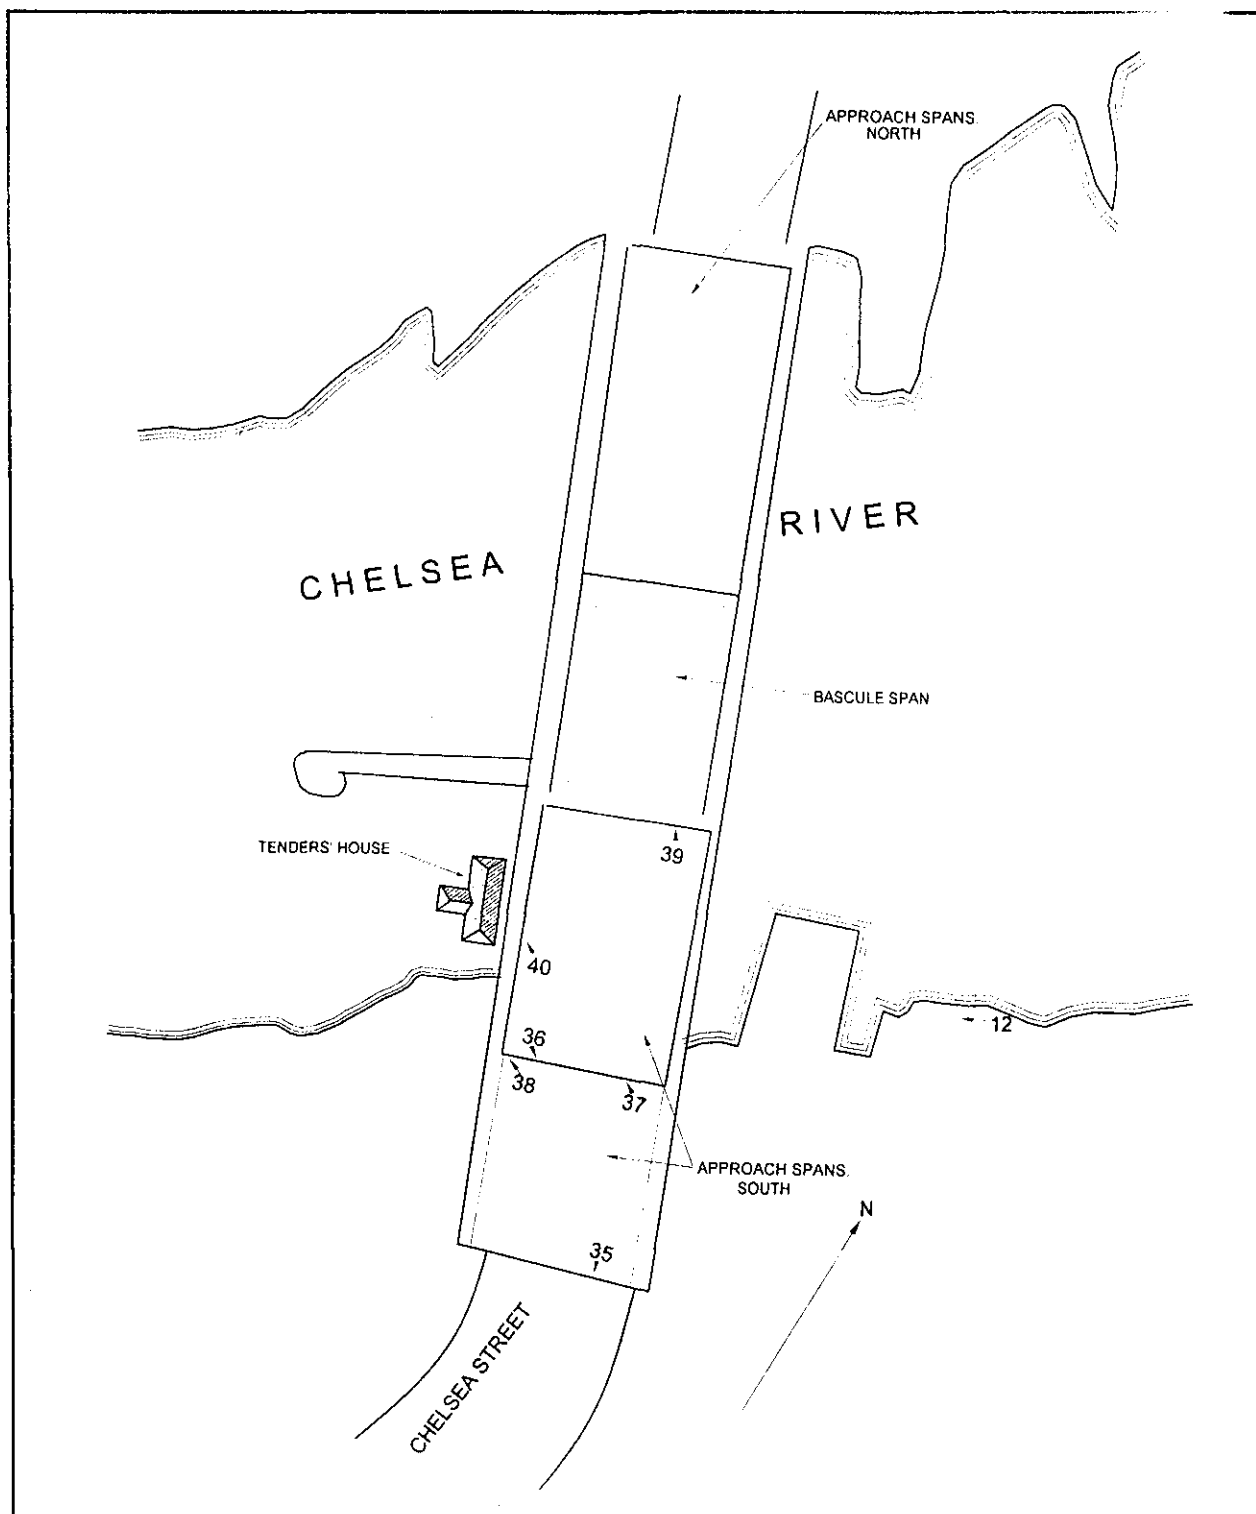 APPROACH SPANS.
NORTH
RIVER
CHELSEA
BASCULE SPAN
TENDERS' HOUSE
39
40
12
36
38
37
APPROACH SPANS.
SOUTH
N
35
CHELSEA STREET